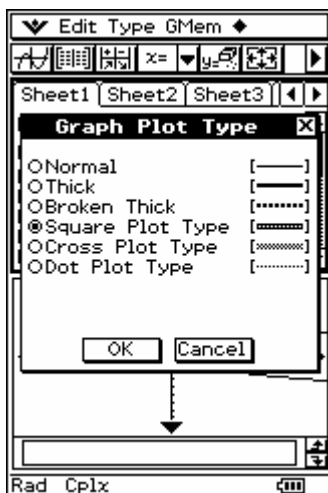 Edit Type GMem
x= y=
Sheet1 Sheet2 Sheet3
Graph Plot Type
Normal
Thick
Broken Thick
Square Plot Type
Cross Plot Type
Dot Plot Type
OK Cancel
Rad Cplx